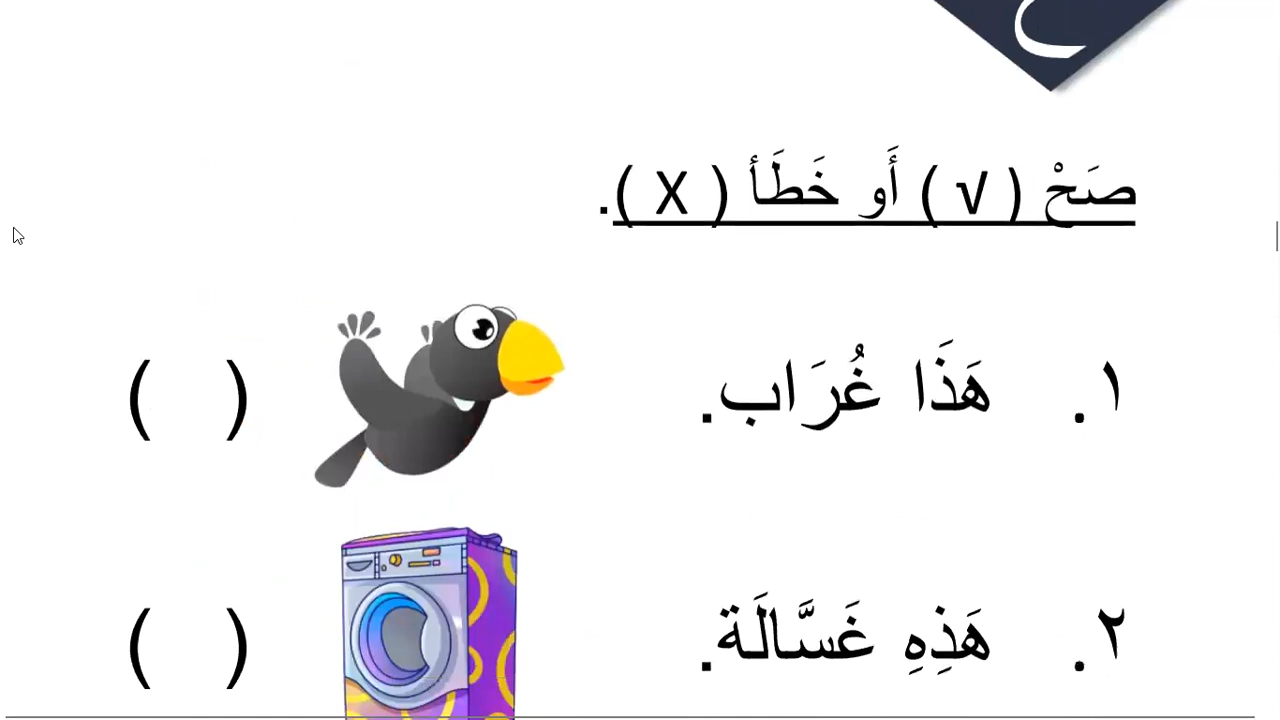 صَحْ ( √ ) أَو خَطَأ ( X ).
١. هَذَا غُرَاب. ( )
٢. هَذِهِ غَسَّالَة. ( )